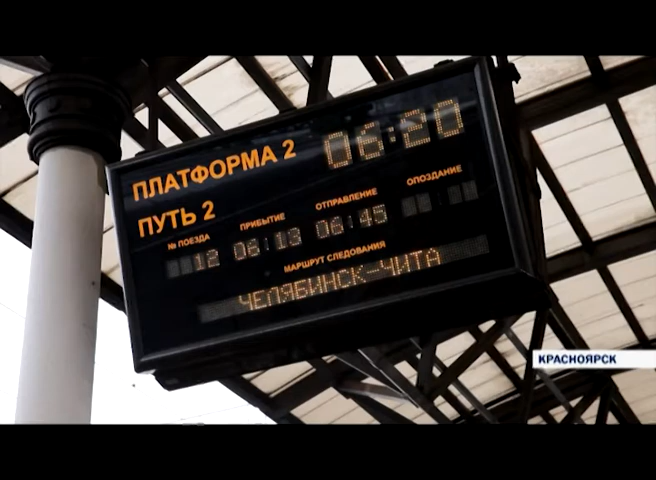 ПЛАТФОРМА 2 06:20
ПУТЬ 2
№ ПОЕЗДА ПРИБЫТИЕ ОТПРАВЛЕНИЕ ОПОЗДАНИЕ
12 06:13 06:45
МАРШРУТ СЛЕДОВАНИЯ
ЧЕЛЯБИНСК-ЧИТА
КРАСНОЯРСК